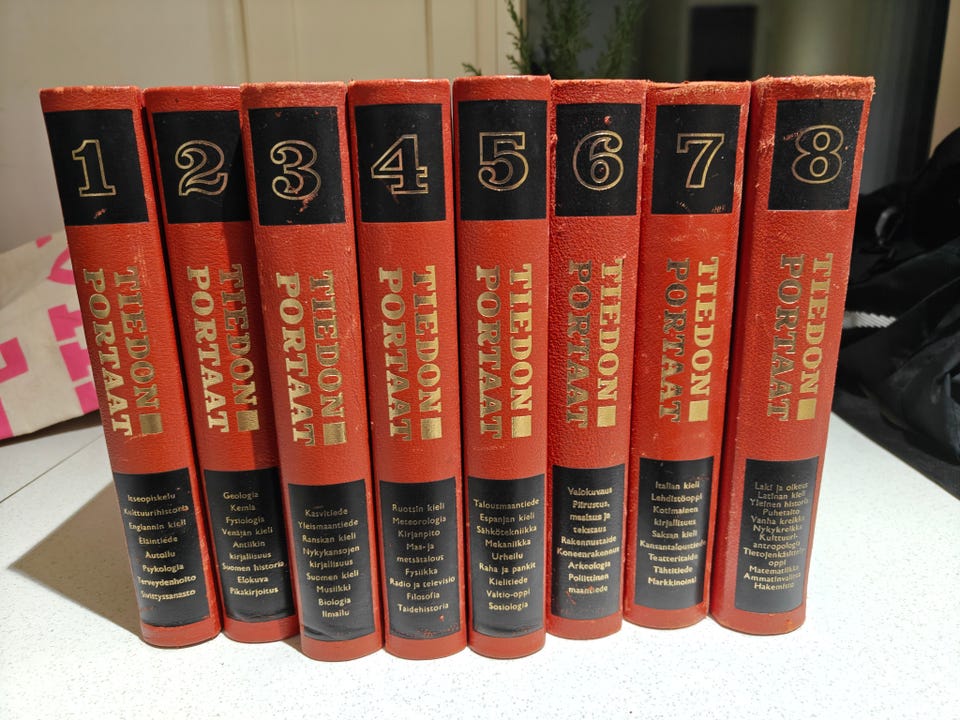 1
TIEDON
PORTAAT
Itseopiskelu
Kulttuurihistoria
Englannin kieli
Eläintiede
Autoilu
Psykologia
Terveydenhoito
Sivistyssanasto
2
TIEDON
PORTAAT
Geologia
Kemia
Fysiologia
Venäjän kieli
Antiikin
kirjallisuus
Suomen historia
Elokuva
Pikakirjoitus
3
TIEDON
PORTAAT
Kasvitiede
Yleismaantiede
Ranskan kieli
Nykykansojen
kirjallisuus
Suomen kieli
Musiikki
Biologia
Ilmailu
4
TIEDON
PORTAAT
Ruotsin kieli
Meteorologia
Kirjanpito
Maa- ja
metsätalous
Fysiikka
Radio ja televisio
Filosofia
Taidehistoria
5
TIEDON
PORTAAT
Talousmaantiede
Espanjan kieli
Sähkötekniikka
Mekaniikka
Urheilu
Raha ja pankit
Kielitiede
Valtio-oppi
Sosiologia
6
TIEDON
PORTAAT
Valokuvaus
Piirustus,
maalaus ja
tekstaus
Rakennustaide
Koneenrakennus
Arkeologia
Poliittinen
maantiede
7
TIEDON
PORTAAT
Italian kieli
Lehdistöoppi
Kotimainen
kirjallisuus
Saksan kieli
Kansantaloustiede
Teatteritaide
Tähtitiede
Markkinointi
8
TIEDON
PORTAAT
Laki ja oikeus
Latinan kieli
Yleinen historia
Puhetaito
Vanha kreikka
Nykykreikka
Kulttuuri-
antropologia
Tietojenkäsittely-
oppi
Matematiikka
Ammatinvalinta
Hakemisto